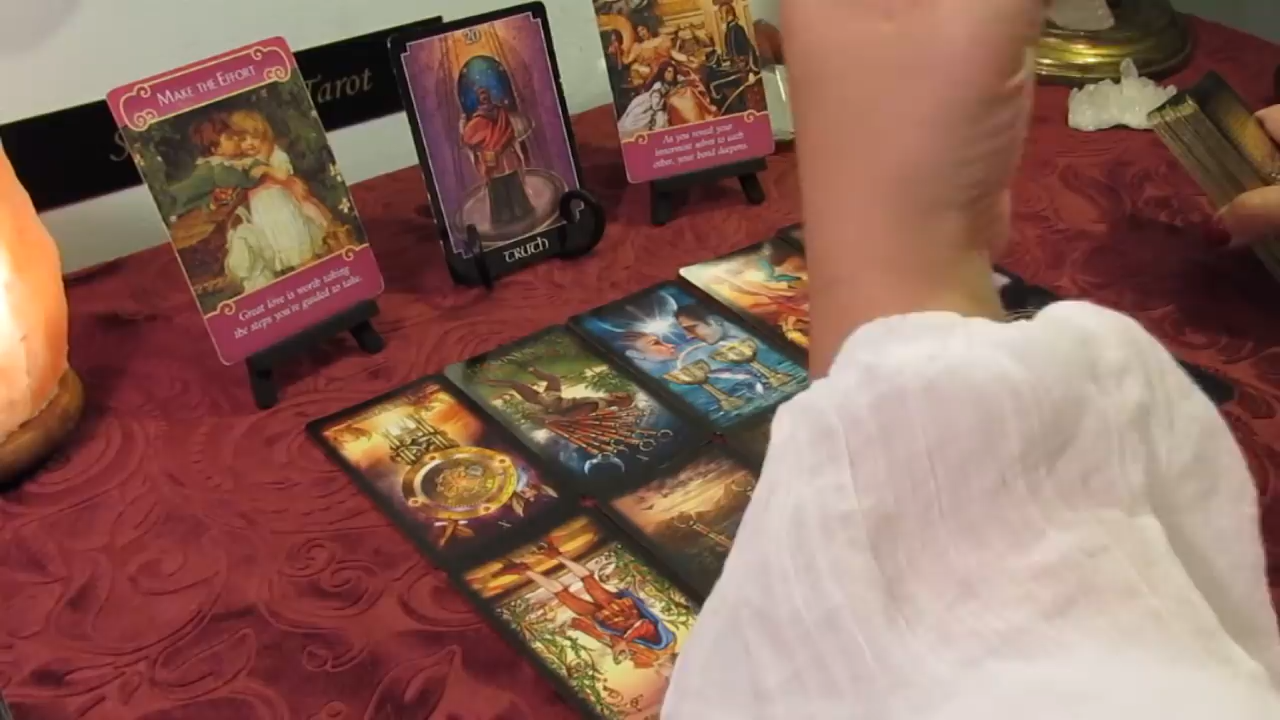 MAKE THE EFFORT
Great love is worth taking
the steps you're guided to take.
Tarot
20
TRUTH
As you reveal your
innermost selves to each
other, your bond deepens.
X